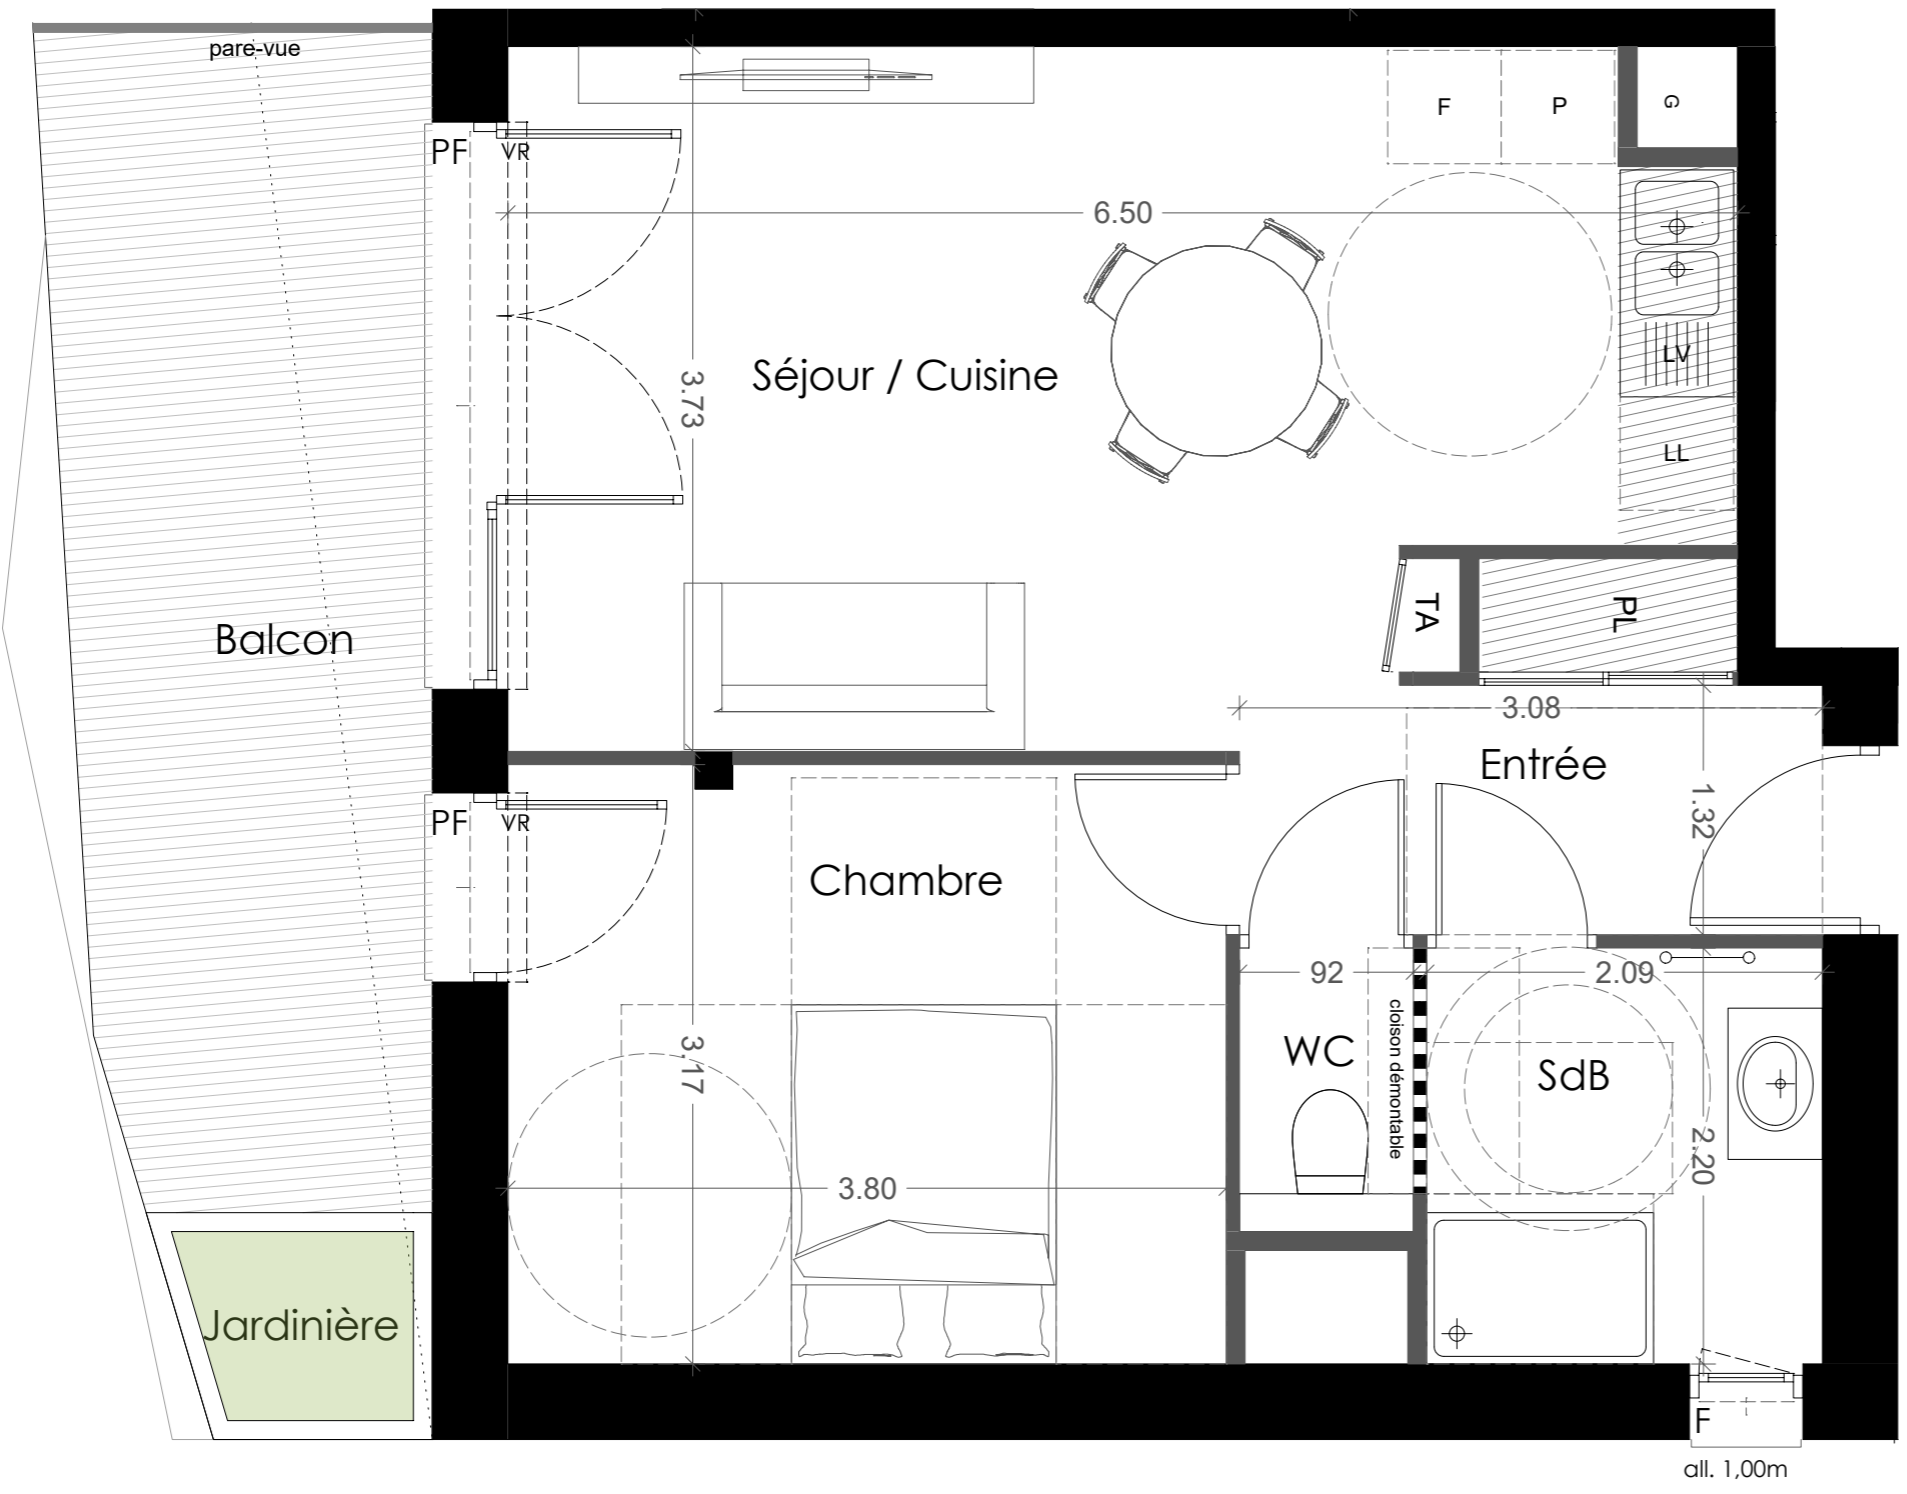 pare-vue
F
P
G
PF
VR
6.50
3.73
Séjour / Cuisine
LV
LL
Balcon
TA
PL
3.08
Entrée
1.32
PF
VR
Chambre
92
2.09
cloison démontable
WC
SdB
3.17
2.20
3.80
Jardinière
F
all. 1,00m